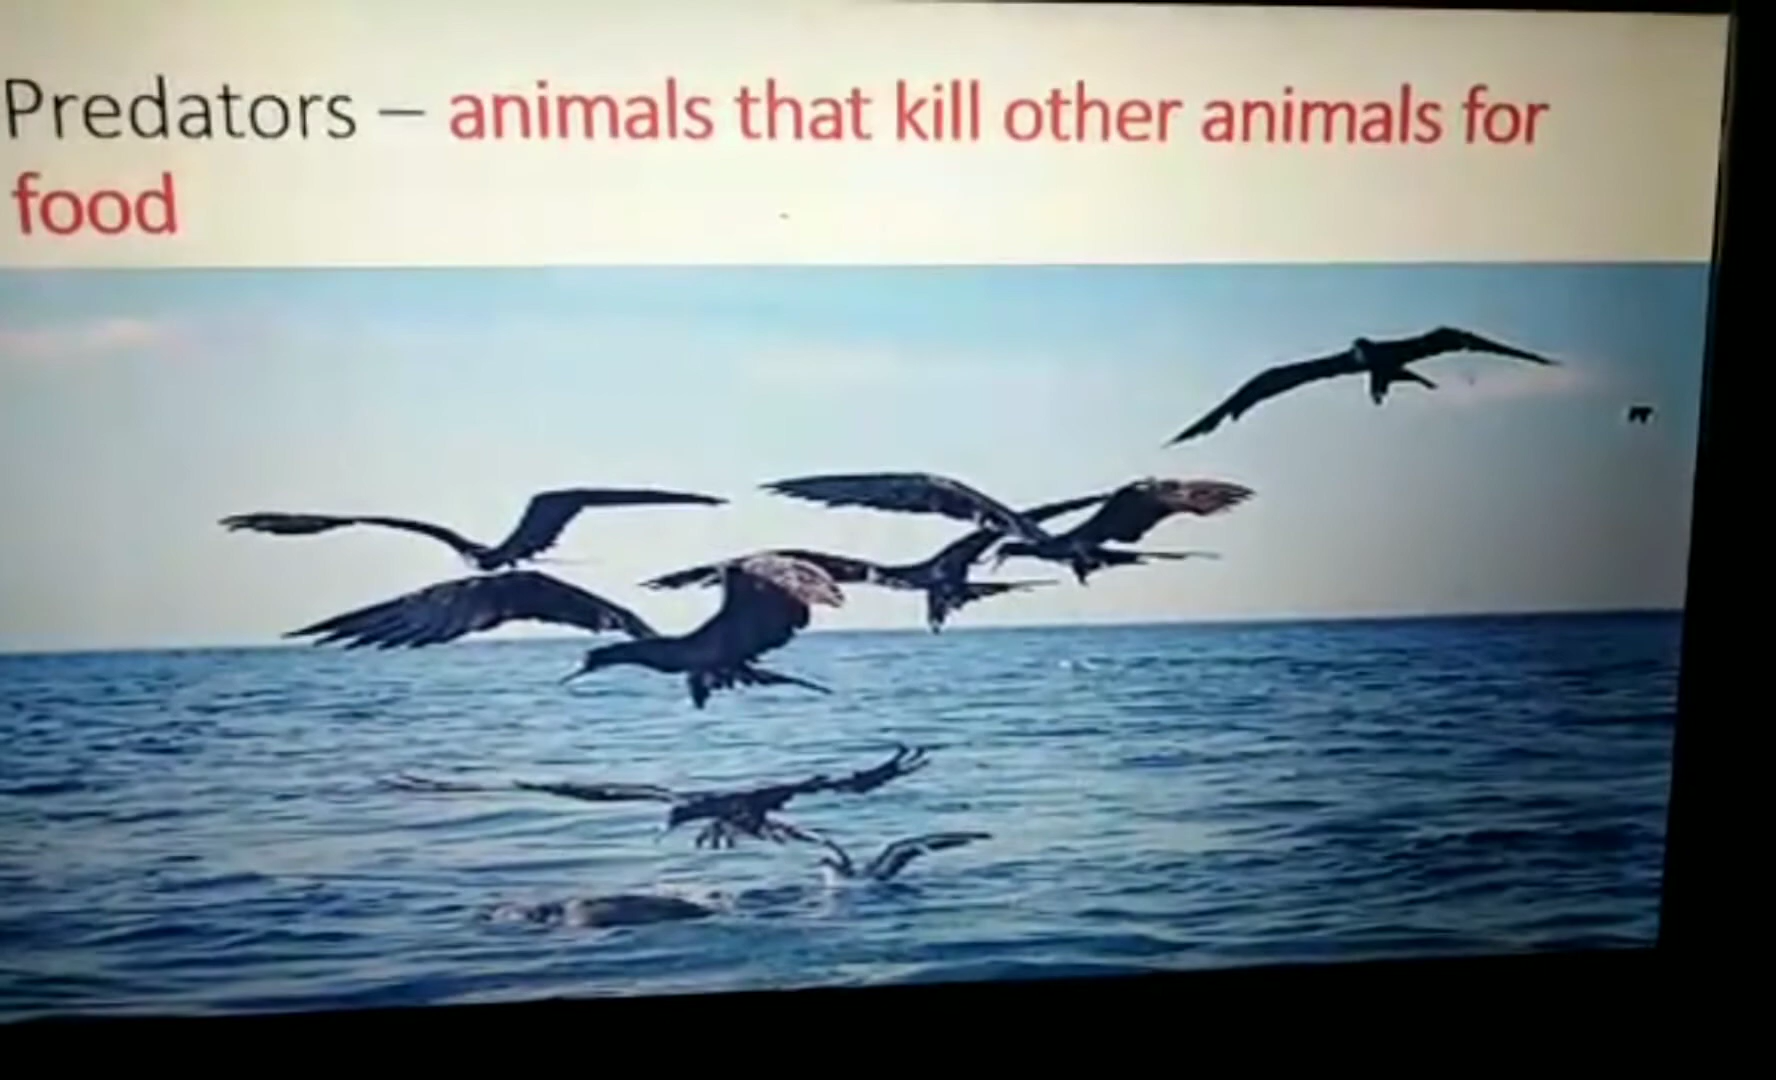 Predators – animals that kill other animals for
food